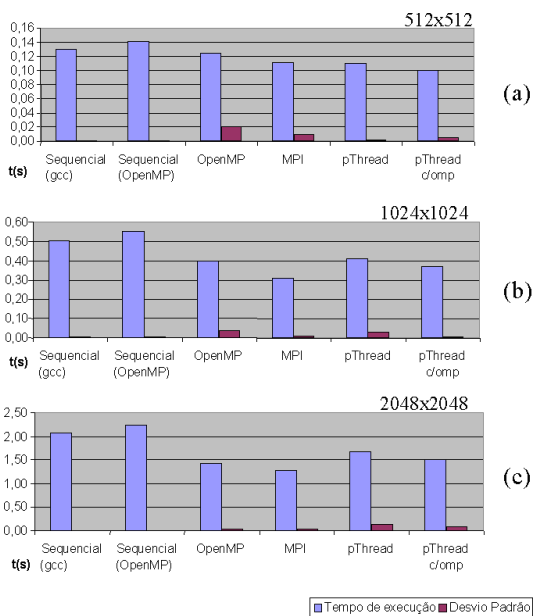 512x512
0,16
0,14
0,12
0,10
0,08
0,06
0,04
0,02
0,00
t(s)
Sequencial (gcc)
Sequencial (OpenMP)
OpenMP
MPI
pThread
pThread c/omp
(a)
1024x1024
0,60
0,50
0,40
0,30
0,20
0,10
0,00
t(s)
Sequencial (gcc)
Sequencial (OpenMP)
OpenMP
MPI
pThread
pThread c/omp
(b)
2048x2048
2,50
2,00
1,50
1,00
0,50
0,00
t(s)
Sequencial (gcc)
Sequencial (OpenMP)
OpenMP
MPI
pThread
pThread c/omp
(c)
Tempo de execução Desvio Padrão